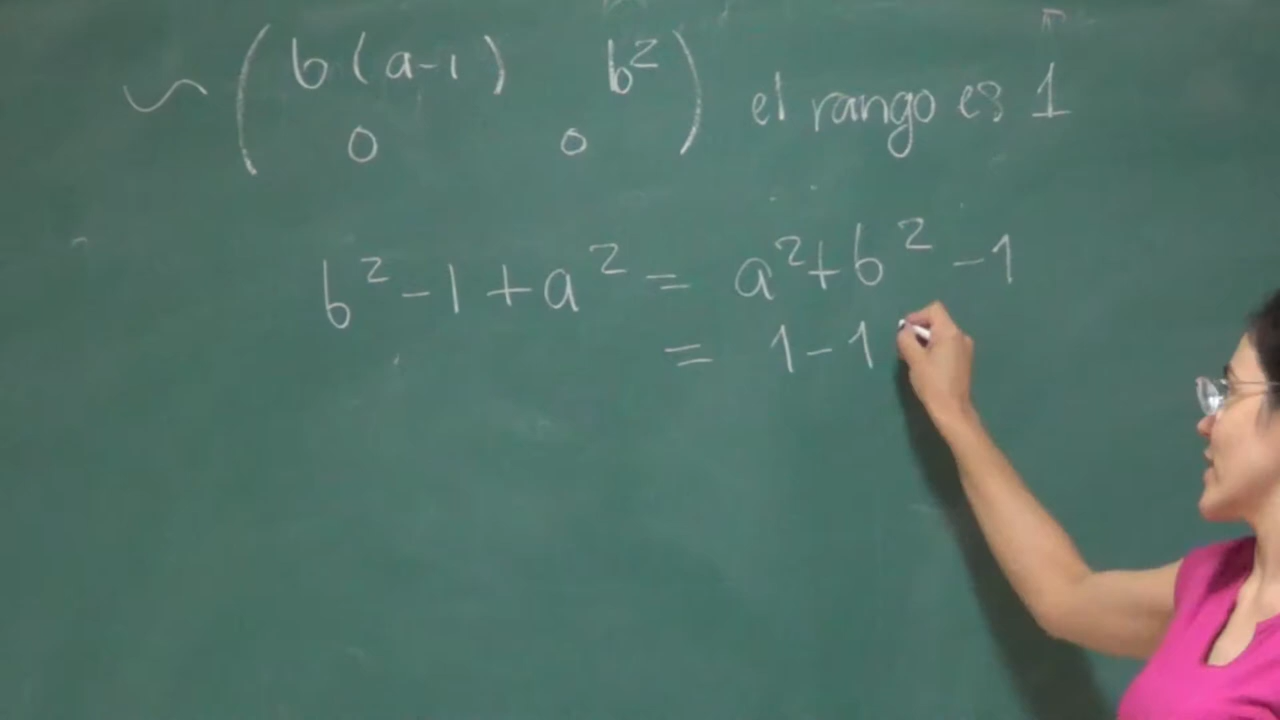 ~ ( b(a-1) b² ) el rango es 1
0 0
b² - 1 + a² = a² + b² - 1
= 1 - 1